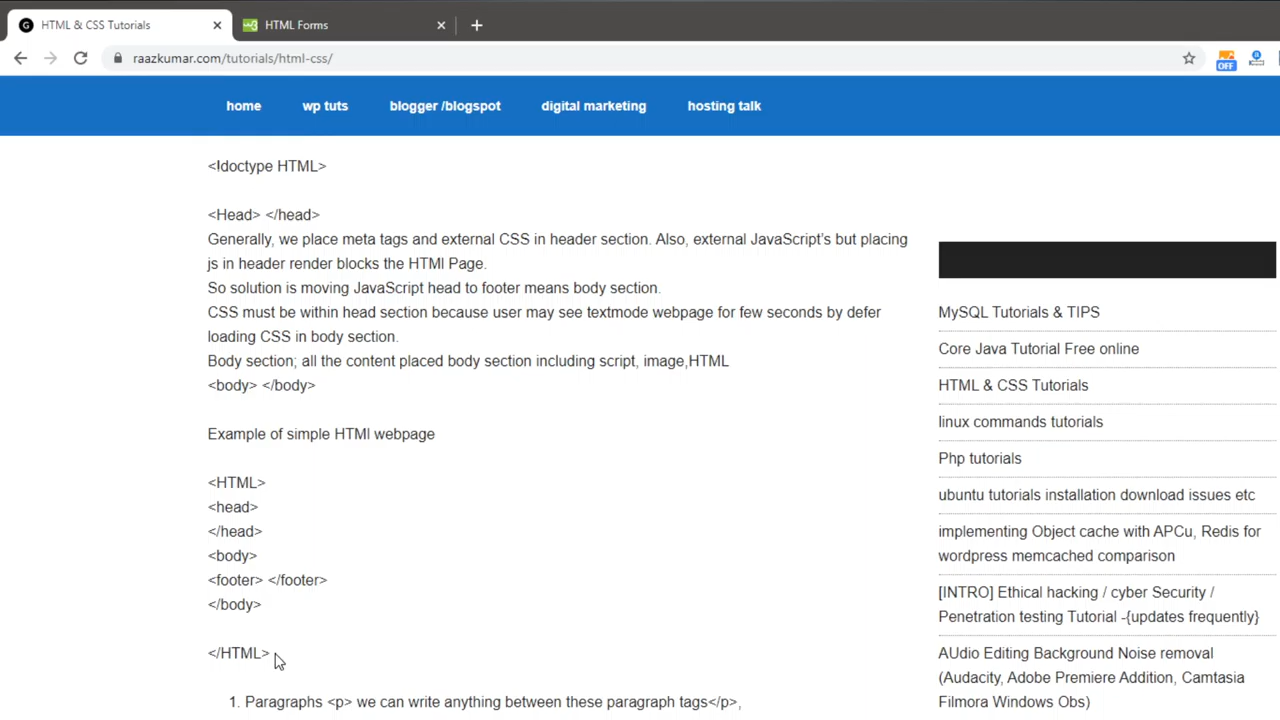 HTML & CSS Tutorials
HTML Forms
raazkumar.com/tutorials/html-css/
OFF
home wp tuts blogger /blogspot digital marketing hosting talk
<!doctype HTML>
<Head> </head>
Generally, we place meta tags and external CSS in header section. Also, external JavaScript's but placing
js in header render blocks the HTMl Page.
So solution is moving JavaScript head to footer means body section.
CSS must be within head section because user may see textmode webpage for few seconds by defer
loading CSS in body section.
Body section; all the content placed body section including script, image,HTML
<body> </body>
Example of simple HTMl webpage
<HTML>
<head>
</head>
<body>
<footer> </footer>
</body>
</HTML>
1. Paragraphs <p> we can write anything between these paragraph tags</p>,
MySQL Tutorials & TIPS
Core Java Tutorial Free online
HTML & CSS Tutorials
linux commands tutorials
Php tutorials
ubuntu tutorials installation download issues etc
implementing Object cache with APCu, Redis for
wordpress memcached comparison
[INTRO] Ethical hacking / cyber Security /
Penetration testing Tutorial -{updates frequently}
AUdio Editing Background Noise removal
(Audacity, Adobe Premiere Addition, Camtasia
Filmora Windows Obs)